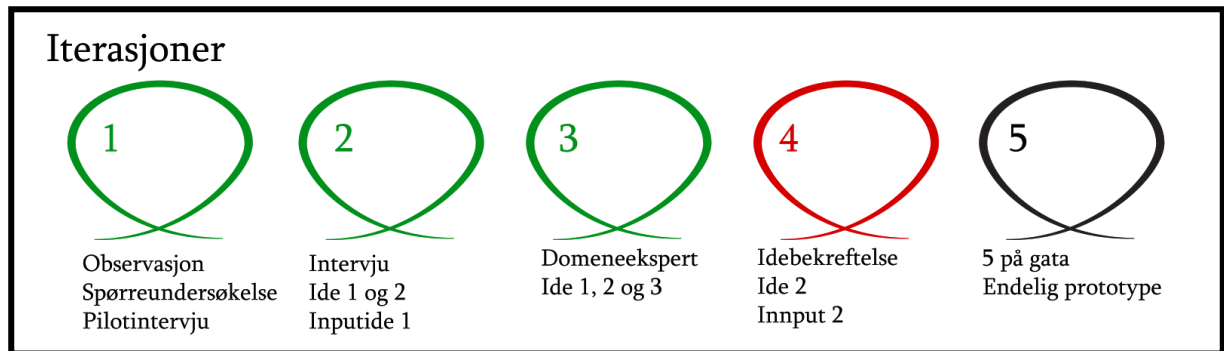 Iterasjoner
1
Observasjon
Spørreundersøkelse
Pilotintervju
2
Intervju
Ide 1 og 2
Inputide 1
3
Domeneekspert
Ide 1, 2 og 3
4
Idebekreftelse
Ide 2
Innput 2
5
5 på gata
Endelig prototype